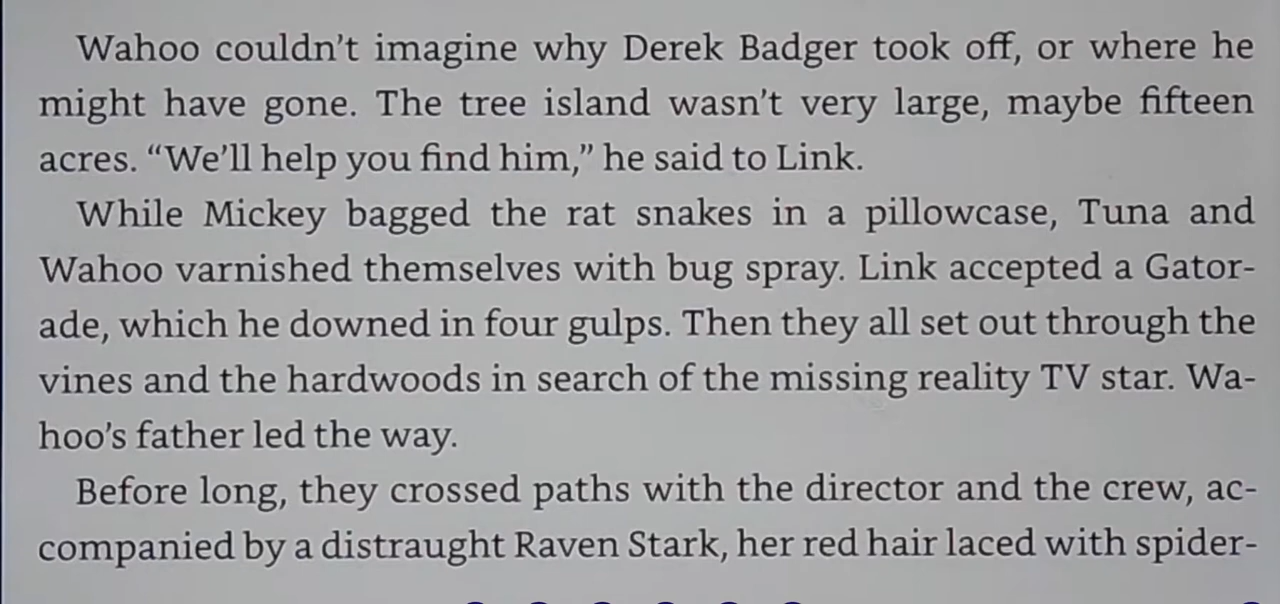 Wahoo couldn't imagine why Derek Badger took off, or where he
might have gone. The tree island wasn't very large, maybe fifteen
acres. “We'll help you find him,” he said to Link.
While Mickey bagged the rat snakes in a pillowcase, Tuna and
Wahoo varnished themselves with bug spray. Link accepted a Gator-
ade, which he downed in four gulps. Then they all set out through the
vines and the hardwoods in search of the missing reality TV star. Wa-
hoo's father led the way.
Before long, they crossed paths with the director and the crew, ac-
companied by a distraught Raven Stark, her red hair laced with spider-